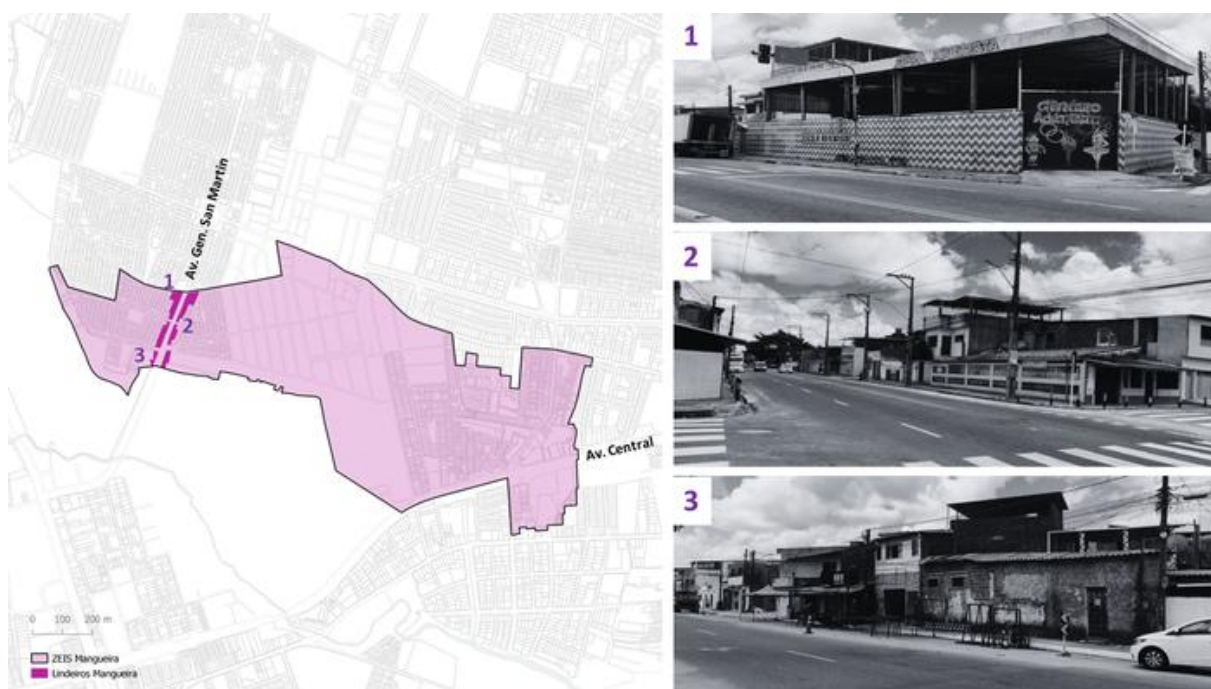 Av. Gen. San Martin
1
2
3
Av. Central
0 100 200 m
ZEIS Mangueira
Lindeiros Mangueira
1
2
3